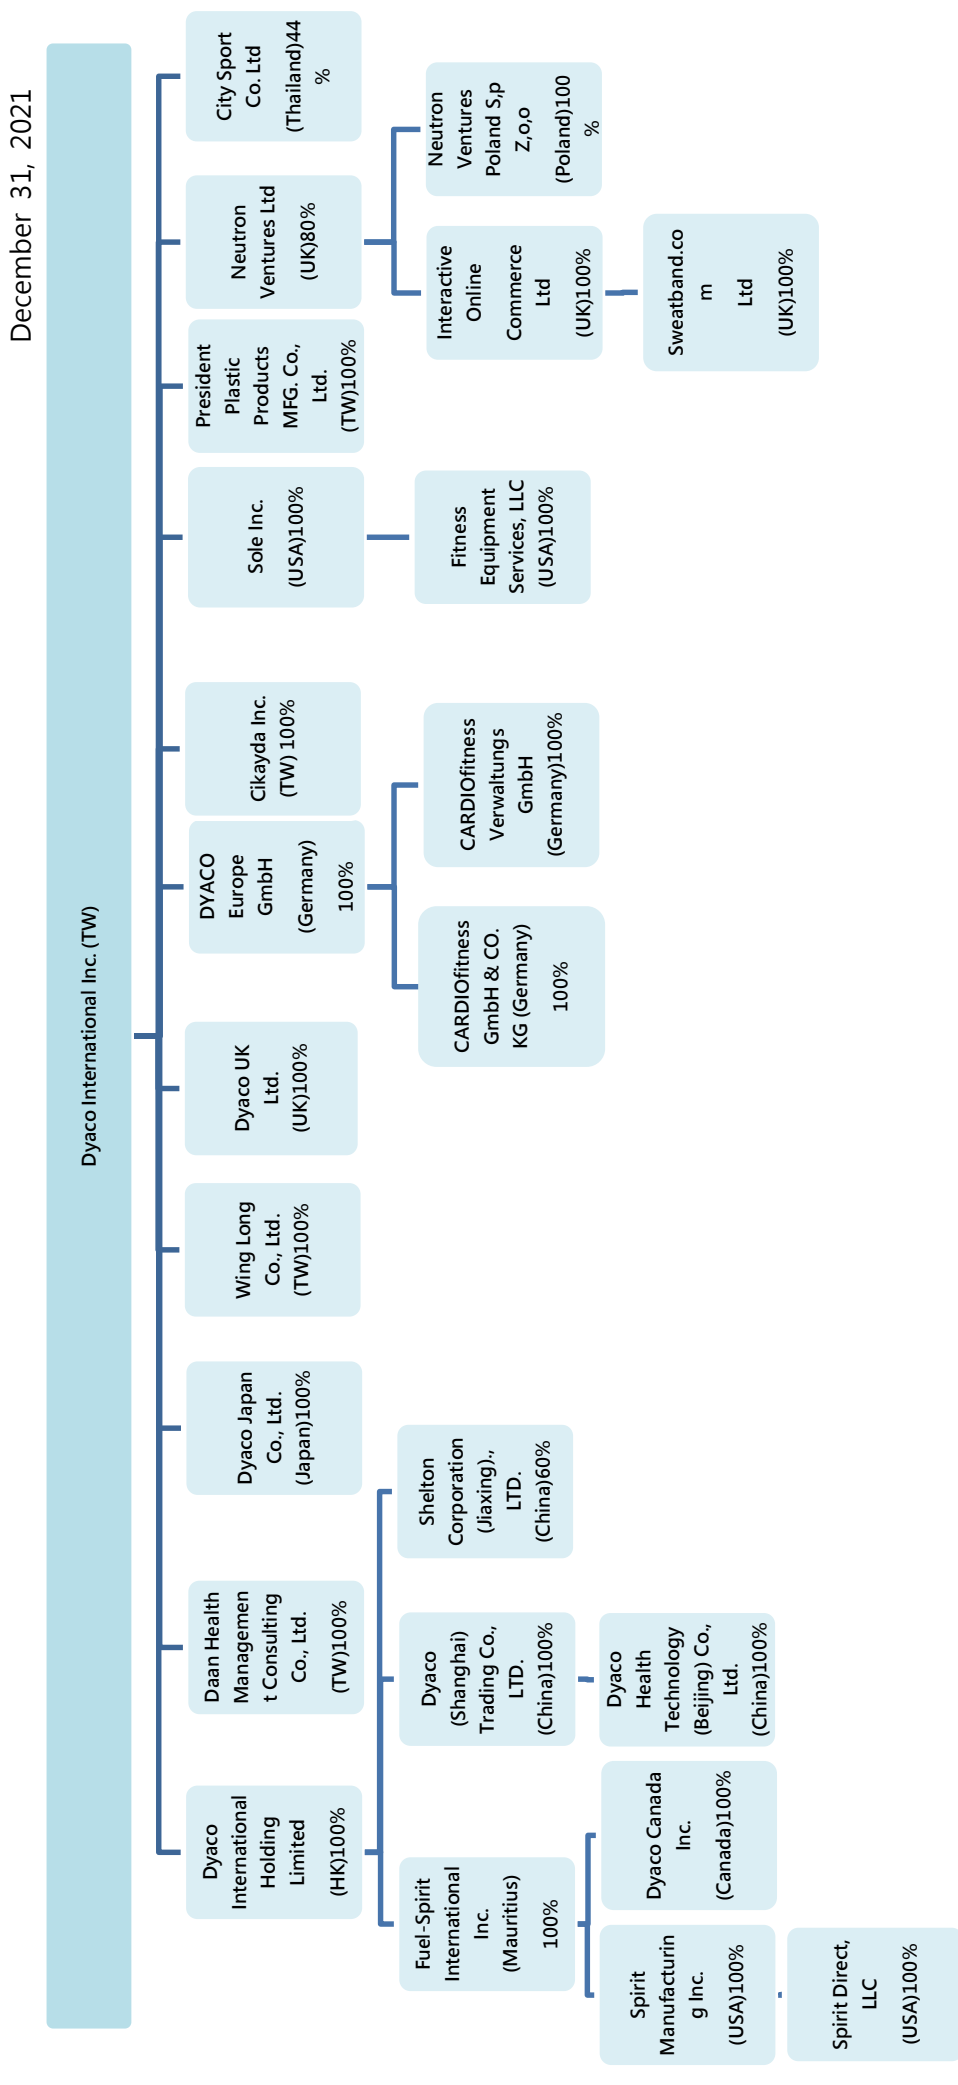 December 31, 2021
Dyaco International Inc. (TW)
Dyaco
International
Holding
Limited
(HK)100%
Daan Health
Managemen
t Consulting
Co., Ltd.
(TW)100%
Dyaco Japan
Co., Ltd.
(Japan)100%
Wing Long
Co., Ltd.
(TW)100%
Dyaco UK
Ltd.
(UK)100%
DYACO
Europe
GmbH
(Germany)
100%
Cikayda Inc.
(TW) 100%
Sole Inc.
(USA)100%
President
Plastic
Products
MFG. Co.,
Ltd.
(TW)100%
Neutron
Ventures Ltd
(UK)80%
City Sport
Co. Ltd
(Thailand)44
%
Fuel-Spirit
International
Inc.
(Mauritius)
100%
Dyaco
(Shanghai)
Trading Co.,
LTD.
(China)100%
Shelton
Corporation
(Jiaxing).,
LTD.
(China)60%
CARDIOfitness
GmbH & CO.
KG (Germany)
100%
CARDIOfitness
Verwaltungs
GmbH
(Germany)100%
Fitness
Equipment
Services, LLC
(USA)100%
Interactive
Online
Commerce
Ltd
(UK)100%
Neutron
Ventures
Poland S,p
Z,o,o
(Poland)100
%
Spirit
Manufacturin
g Inc.
(USA)100%
Dyaco Canada
Inc.
(Canada)100%
Dyaco
Health
Technology
(Beijing) Co.,
Ltd.
(China)100%
Sweatband.co
m
Ltd
(UK)100%
Spirit Direct,
LLC
(USA)100%